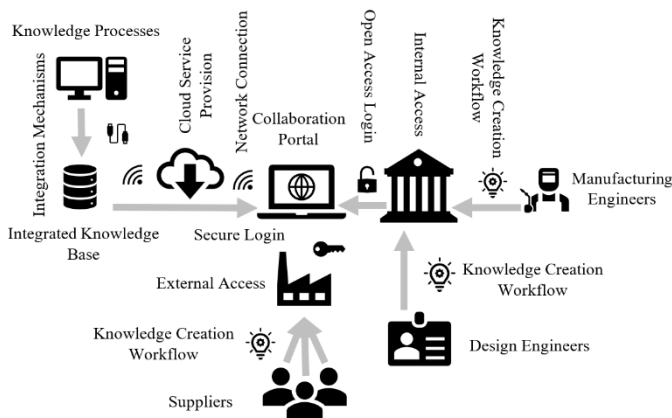 Knowledge Processes
Integration Mechanisms
Cloud Service
Provision
Network Connection
Collaboration
Portal
Open Access Login
Internal Access
Knowledge Creation
Workflow
Manufacturing
Engineers
Integrated Knowledge
Base
Secure Login
External Access
Knowledge Creation
Workflow
Knowledge Creation
Workflow
Design Engineers
Suppliers